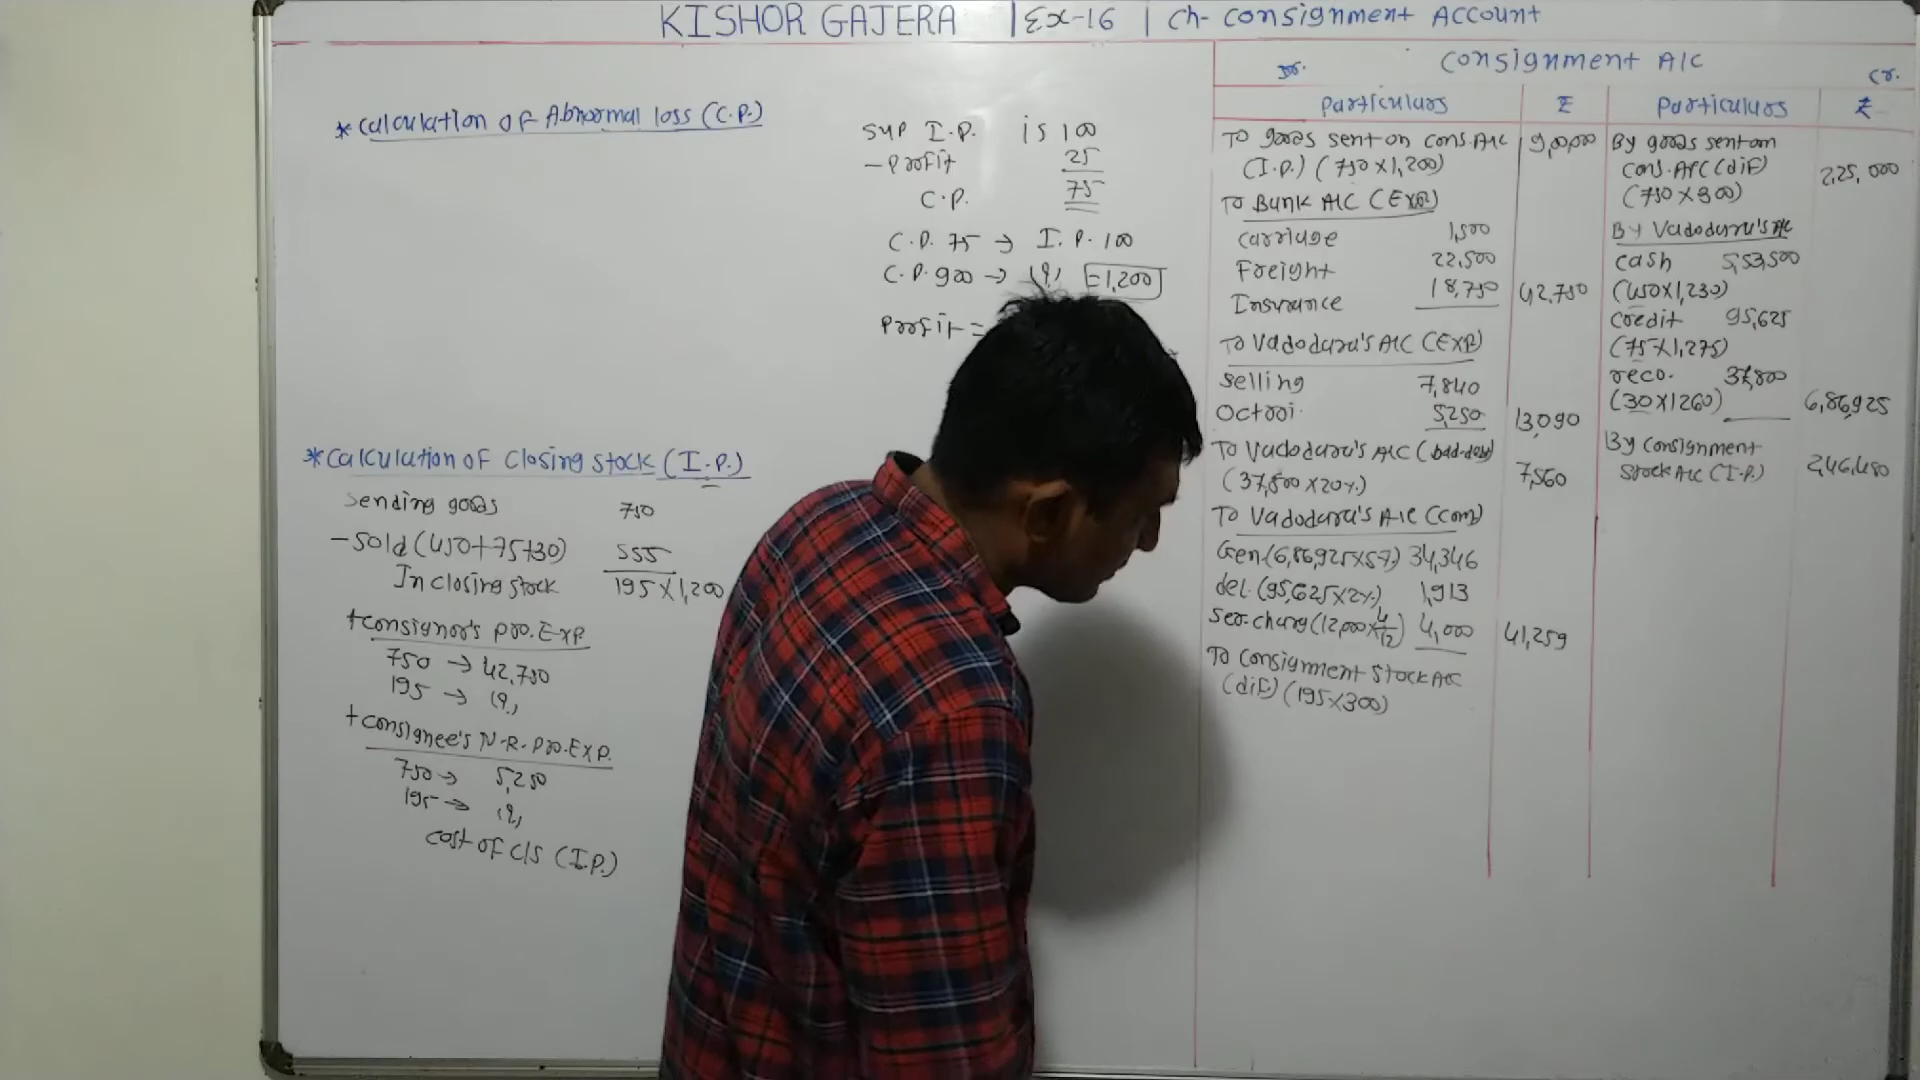 KISHOR GAJERA | Ex-16 | Ch- Consignment Account
*Calculation of Abnormal loss (C.P.)
Sup I.P. is 100
- Profit 25
C.P. 75
C.P. 75 → I.P. 100
C.P. 900 → (?) = 1,200
Profit =
*Calculation of Closing Stock (I.P.)
Sending goods 750
- Sold (450+75+30) 555
In closing stock 195 X 1,200
+ Consignor's pro. Exp.
750 → 42,750
195 → (?)
+ Consignee's N-R. pro. Exp.
750 → 5,250
195 → (?)
cost of C/S (I.P.)
Consignment A/C
Dr. Cr.
Particulars ₹ Particulars ₹
To goods sent on cons. A/C 9,00,000
(I.P.) (750 X 1,200)
To Bank A/C (Exp.)
Carriage 1,500
Freight 22,500
Insurance 18,750 42,750
To Vadodara's A/C (Exp.)
Selling 7,840
Octroi 5,250 13,090
To Vadodara's A/C (bad-debt)
(37,800 X 20%) 7,560
To Vadodara's A/C (Com)
Gen. (6,86,925 X 5%) 34,346
del. (95,625 X 2%) 1,913
Ser. charg (12,000 X 4/12) 4,000 41,259
To Consignment Stock A/C
(dif.) (195 X 300)
By goods sent on
Cons. A/C (dif) 2,25,000
(750 X 300)
By Vadodara's A/C
Cash 5,53,500
(450 X 1,230)
Credit 95,625
(75 X 1,275)
reco. 37,800
(30 X 1260) 6,86,925
By Consignment
Stock A/C (I.P.) 2,46,480